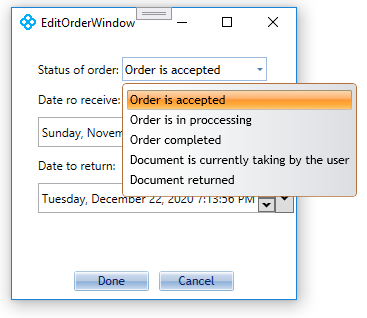 EditOrderWindow
Status of order: Order is accepted
Date ro receive:
Order is accepted
Order is in proccessing
Order completed
Document is currently taking by the user
Document returned
Sunday, Novem
Date to return:
Tuesday, December 22, 2020 7:13:56 PM
Done
Cancel